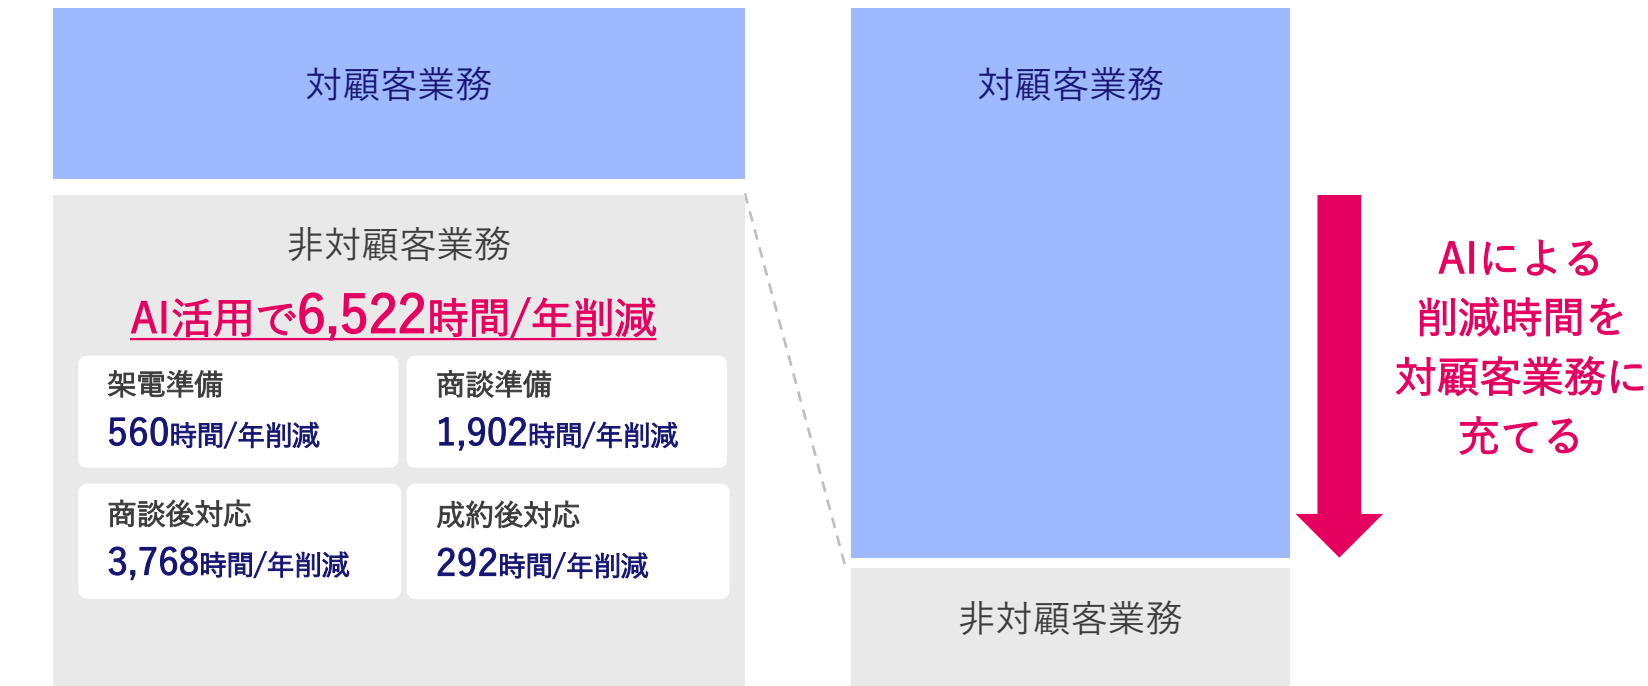 対顧客業務
非対顧客業務
AI活用で6,522時間/年削減
架電準備
560時間/年削減
商談準備
1,902時間/年削減
商談後対応
3,768時間/年削減
成約後対応
292時間/年削減
対顧客業務
非対顧客業務
AIによる
削減時間を
対顧客業務に
充てる